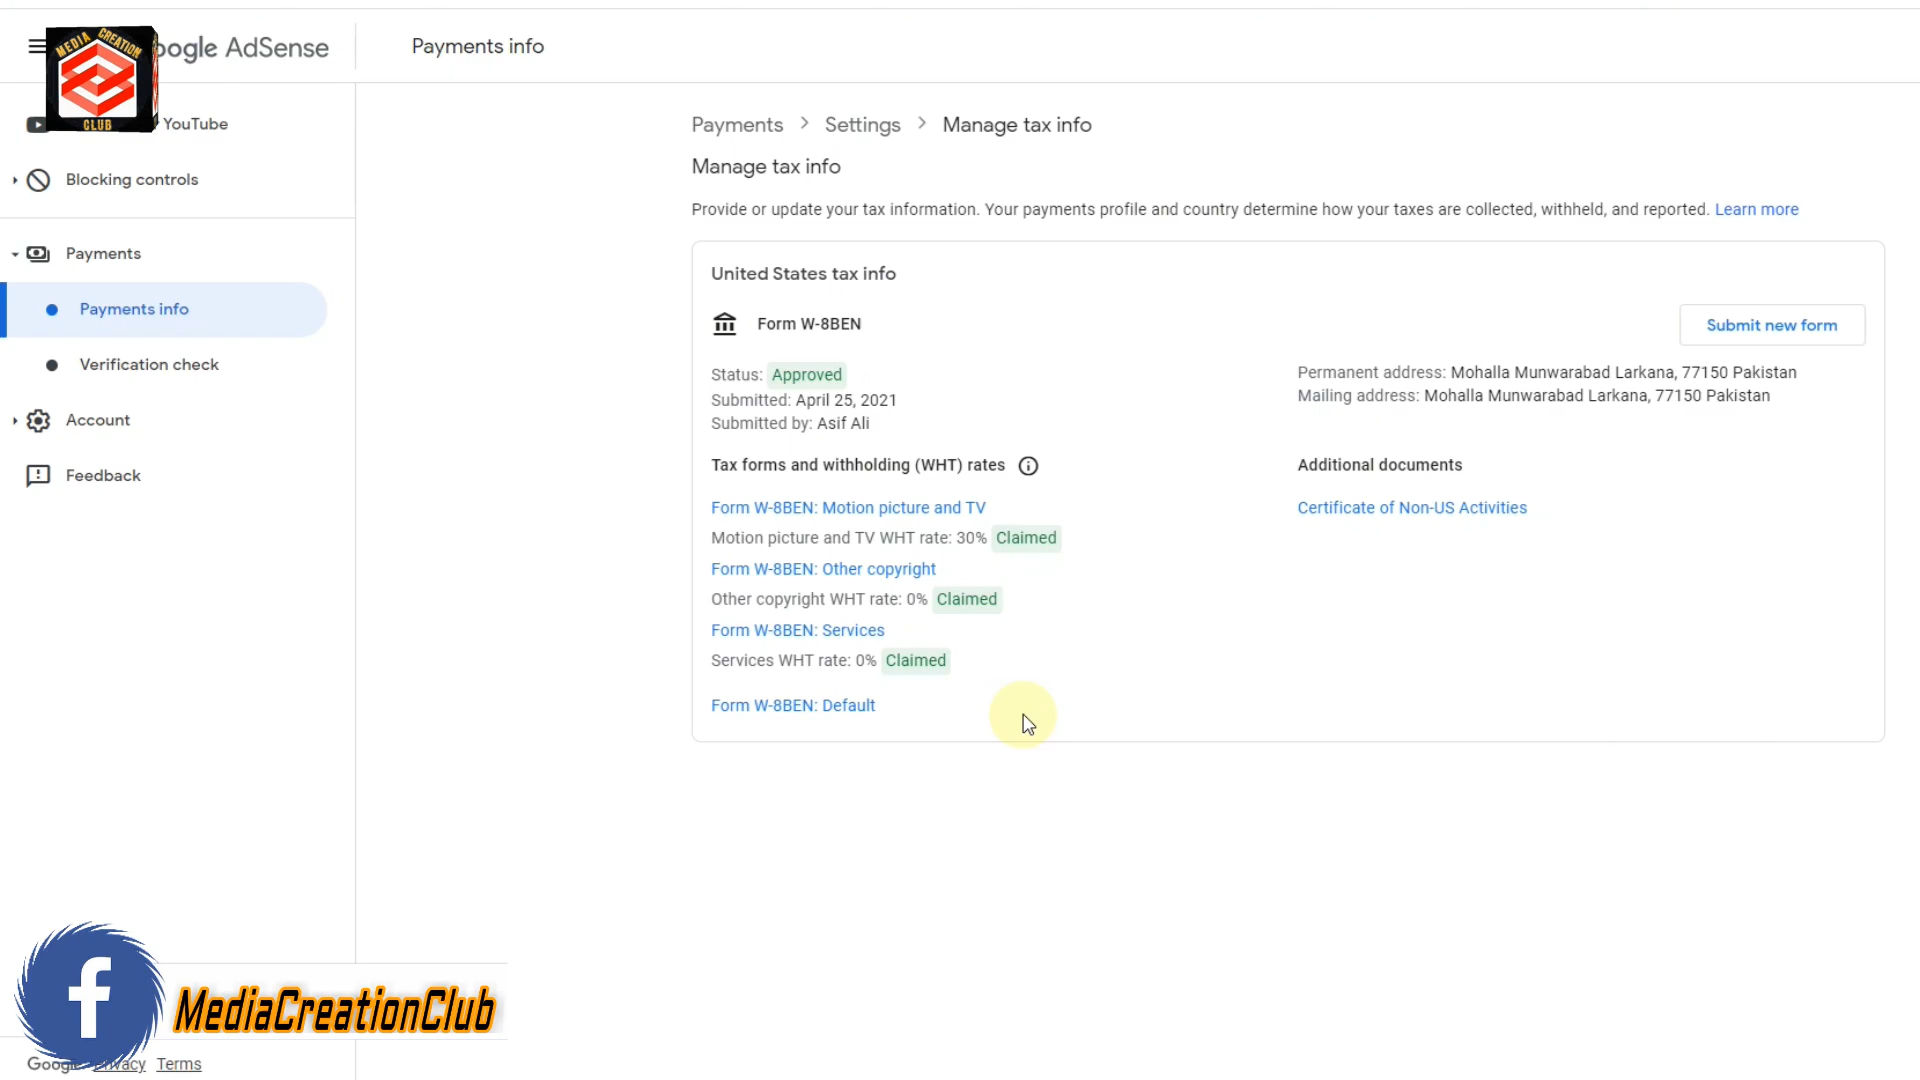 MEDIA CREATION CLUB
oogle AdSense
Payments info
YouTube
Blocking controls
Payments
Payments info
Verification check
Account
Feedback
Payments > Settings > Manage tax info
Manage tax info
Provide or update your tax information. Your payments profile and country determine how your taxes are collected, withheld, and reported. Learn more
United States tax info
Form W-8BEN
Submit new form
Status: Approved
Submitted: April 25, 2021
Submitted by: Asif Ali
Permanent address: Mohalla Munwarabad Larkana, 77150 Pakistan
Mailing address: Mohalla Munwarabad Larkana, 77150 Pakistan
Tax forms and withholding (WHT) rates
Form W-8BEN: Motion picture and TV
Motion picture and TV WHT rate: 30% Claimed
Form W-8BEN: Other copyright
Other copyright WHT rate: 0% Claimed
Form W-8BEN: Services
Services WHT rate: 0% Claimed
Form W-8BEN: Default
Additional documents
Certificate of Non-US Activities
f
MediaCreationClub
Google Privacy Terms